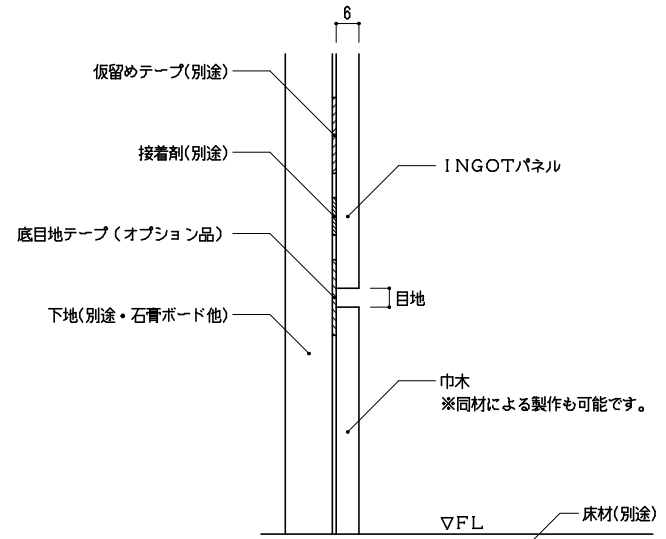 6
仮留めテープ(別途)
接着剤(別途)
INGOTパネル
底目地テープ(オプション品)
目地
下地(別途・石膏ボード他)
巾木
※同材による製作も可能です。
▽FL
床材(別途)